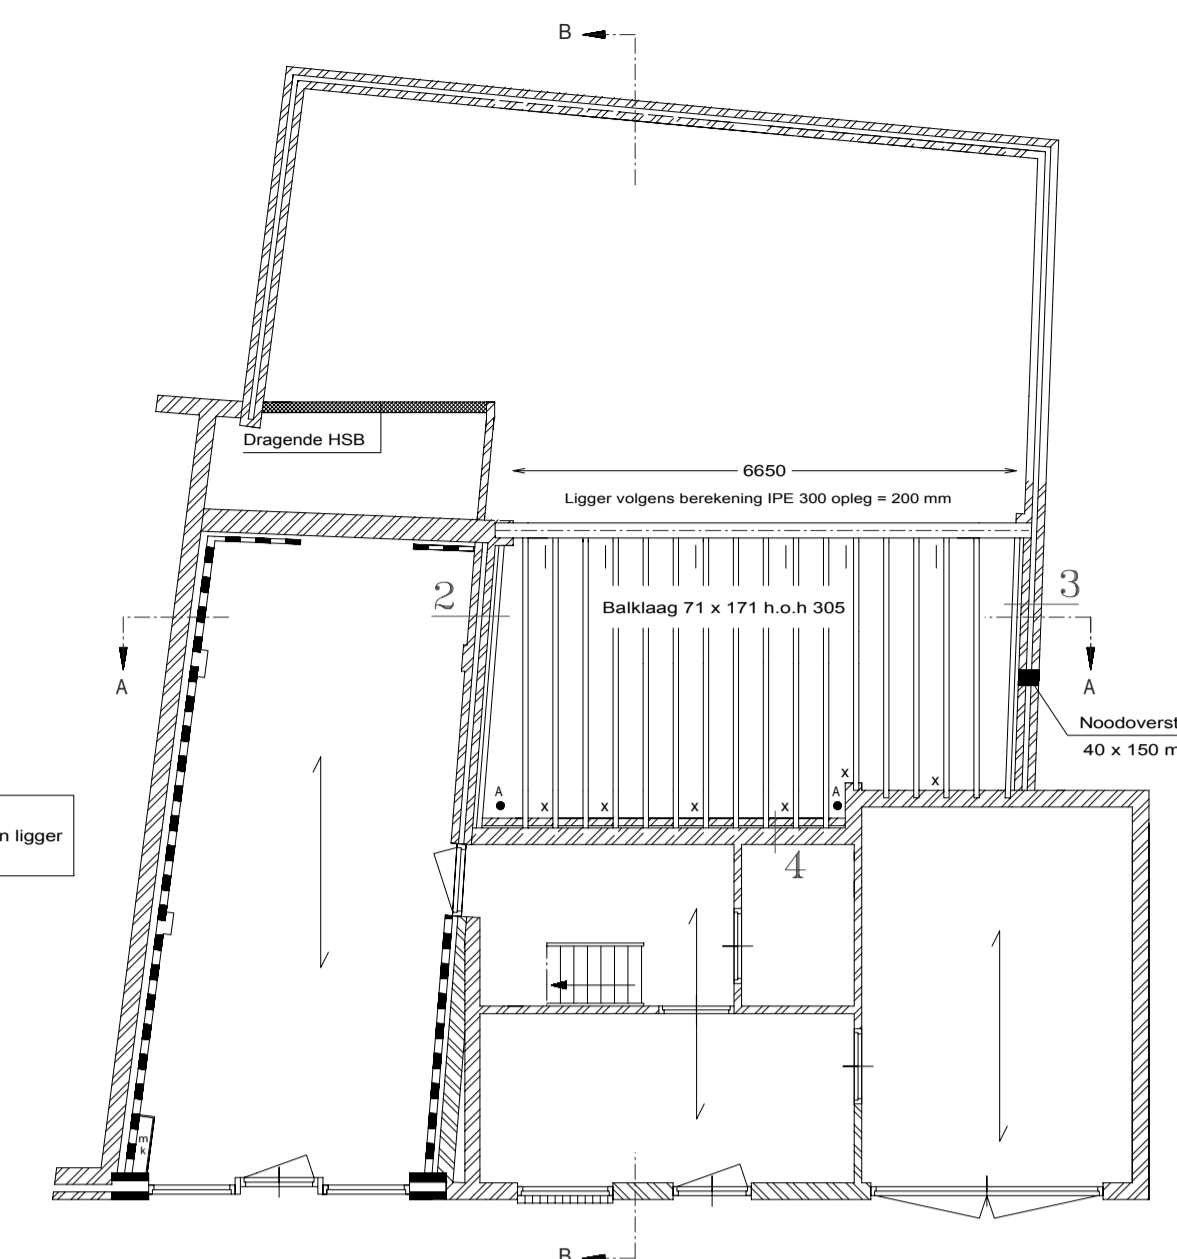 B
Dragende HSB
6650
Ligger volgens berekening IPE 300 opleg = 200 mm
2
3
Balklaag 71 x 171 h.o.h 305
A
A
Noodoverst
40 x 150 m
x
x
A
x
x
x
x
A
n ligger
4
m
k
B